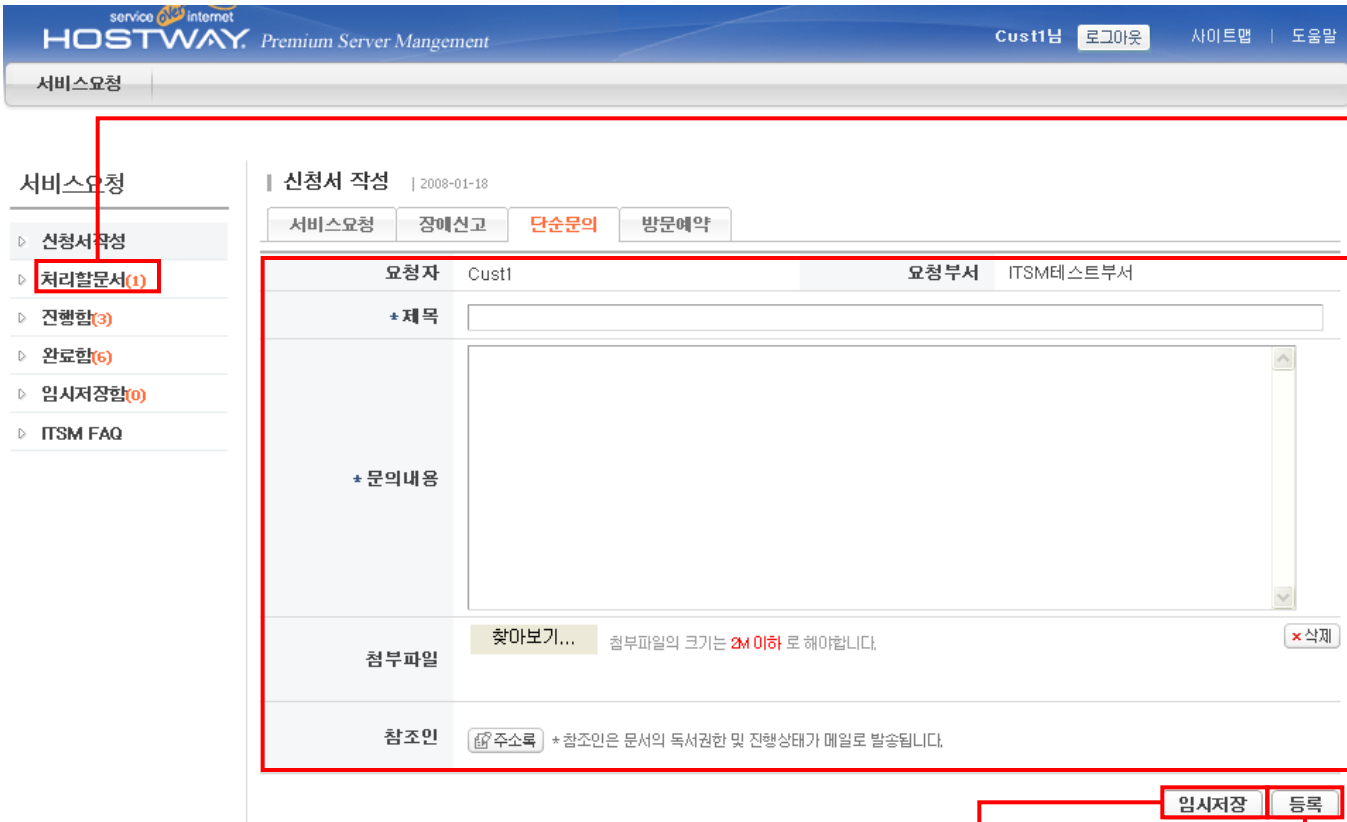 service over internet
HOSTWAY. Premium Server Mangement
Cust1님 로그아웃 사이트맵 | 도움말
서비스요청
서비스요청
신청서작성
처리할문서(1)
진행함(3)
완료함(6)
임시저장함(0)
ITSM FAQ
신청서 작성 | 2008-01-18
서비스요청 장애신고 단순문의 방문예약
요청자 Cust1 요청부서 ITSM테스트부서
*제목
*문의내용
첨부파일 찾아보기... 첨부파일의 크기는 2M 이하 로 해야합니다. ×삭제
참조인 주소록 *참조인은 문서의 독서권한 및 진행상태가 메일로 발송됩니다.
임시저장 등록